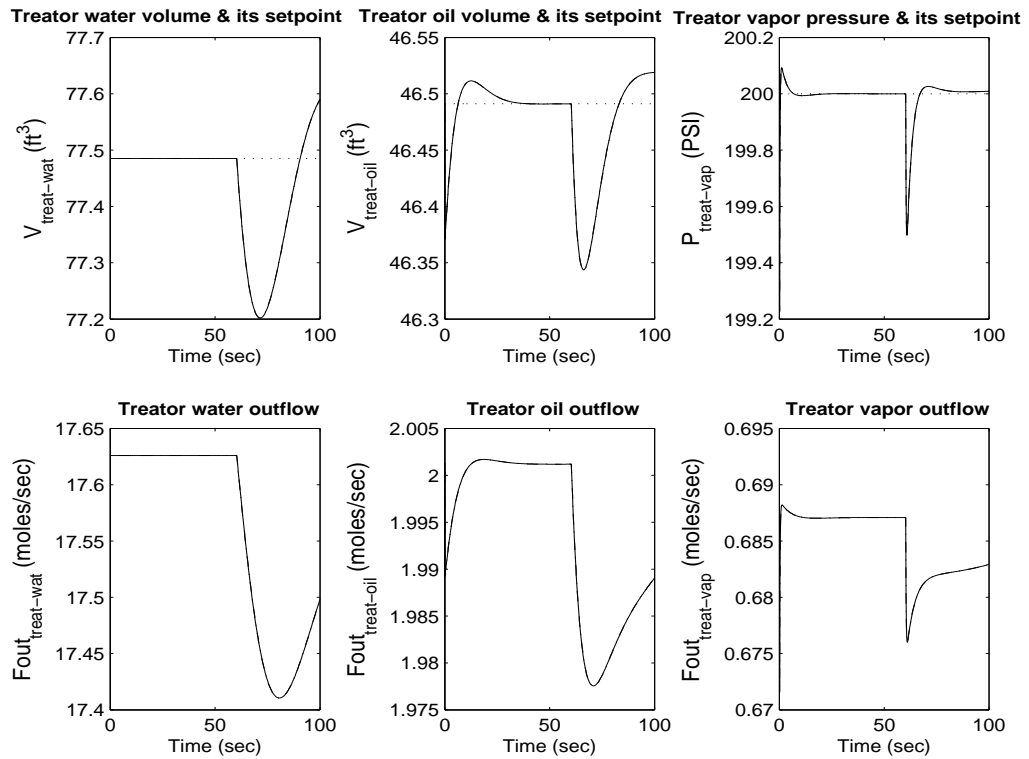 Treator water volume & its setpoint
77.7
77.6
77.5
77.4
77.3
77.2
V_treat−wat (ft^3)
0 50 100
Time (sec)
Treator oil volume & its setpoint
46.55
46.5
46.45
46.4
46.35
46.3
V_treat−oil (ft^3)
0 50 100
Time (sec)
Treator vapor pressure & its setpoint
200.2
200
199.8
199.6
199.4
199.2
P_treat−vap (PSI)
0 50 100
Time (sec)
Treator water outflow
17.65
17.6
17.55
17.5
17.45
17.4
Fout_treat−wat (moles/sec)
0 50 100
Time (sec)
Treator oil outflow
2.005
2
1.995
1.99
1.985
1.98
1.975
Fout_treat−oil (moles/sec)
0 50 100
Time (sec)
Treator vapor outflow
0.695
0.69
0.685
0.68
0.675
0.67
Fout_treat−vap (moles/sec)
0 50 100
Time (sec)